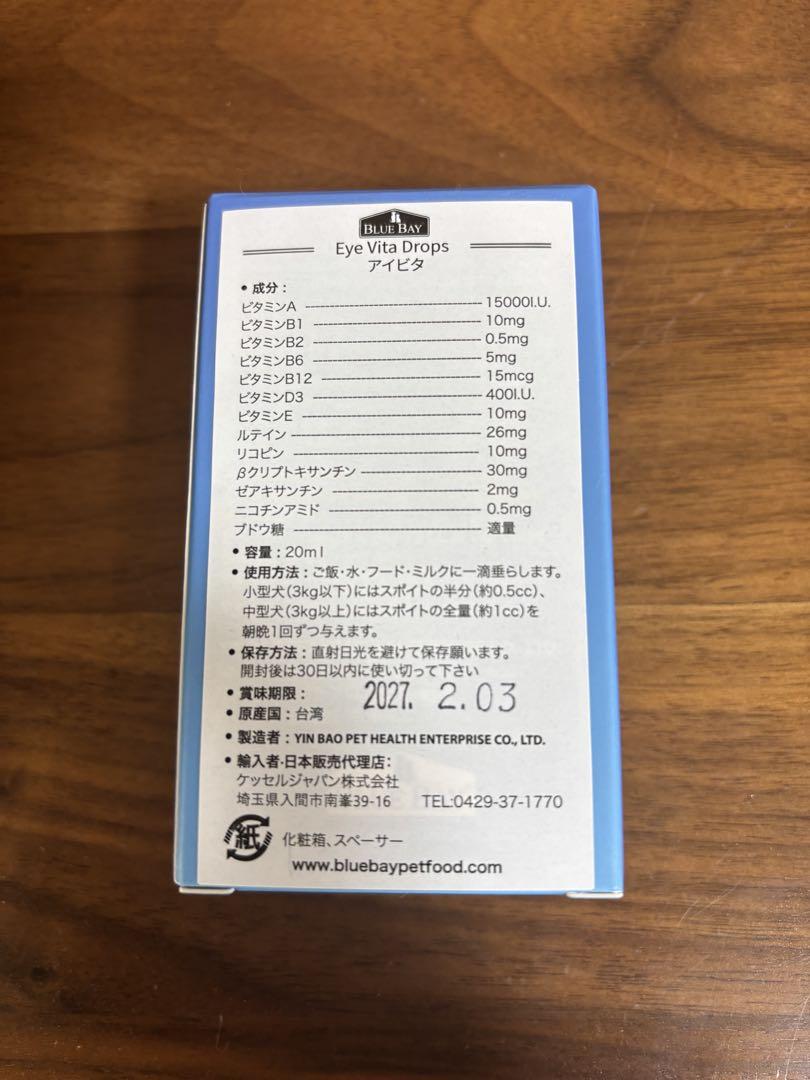 BLUE BAY
Eye Vita Drops
アイビタ
• 成分：
ビタミンA ---------- 15000I.U.
ビタミンB1 ---------- 10mg
ビタミンB2 ---------- 0.5mg
ビタミンB6 ---------- 5mg
ビタミンB12 ---------- 15mcg
ビタミンD3 ---------- 400I.U.
ビタミンE ---------- 10mg
ルテイン ---------- 26mg
リコピン ---------- 10mg
βクリプトキサンチン ---------- 30mg
ゼアキサンチン ---------- 2mg
ニコチンアミド ---------- 0.5mg
ブドウ糖 ---------- 適量
• 容量：20ml
• 使用方法：ご飯・水・フード・ミルクに一滴垂らします。
小型犬（3kg以下）にはスポイトの半分（約0.5cc）、
中型犬（3kg以上）にはスポイトの全量（約1cc）を
朝晩1回ずつ与えます。
• 保存方法：直射日光を避けて保存願います。
開封後は30日以内に使い切って下さい
• 賞味期限： 2027. 2.03
• 原産国：台湾
• 製造者：YIN BAO PET HEALTH ENTERPRISE CO., LTD.
• 輸入者・日本販売代理店：
ケッセルジャパン株式会社
埼玉県入間市南峯39-16 TEL:0429-37-1770
紙 化粧箱、スペーサー
www.bluebaypetfood.com